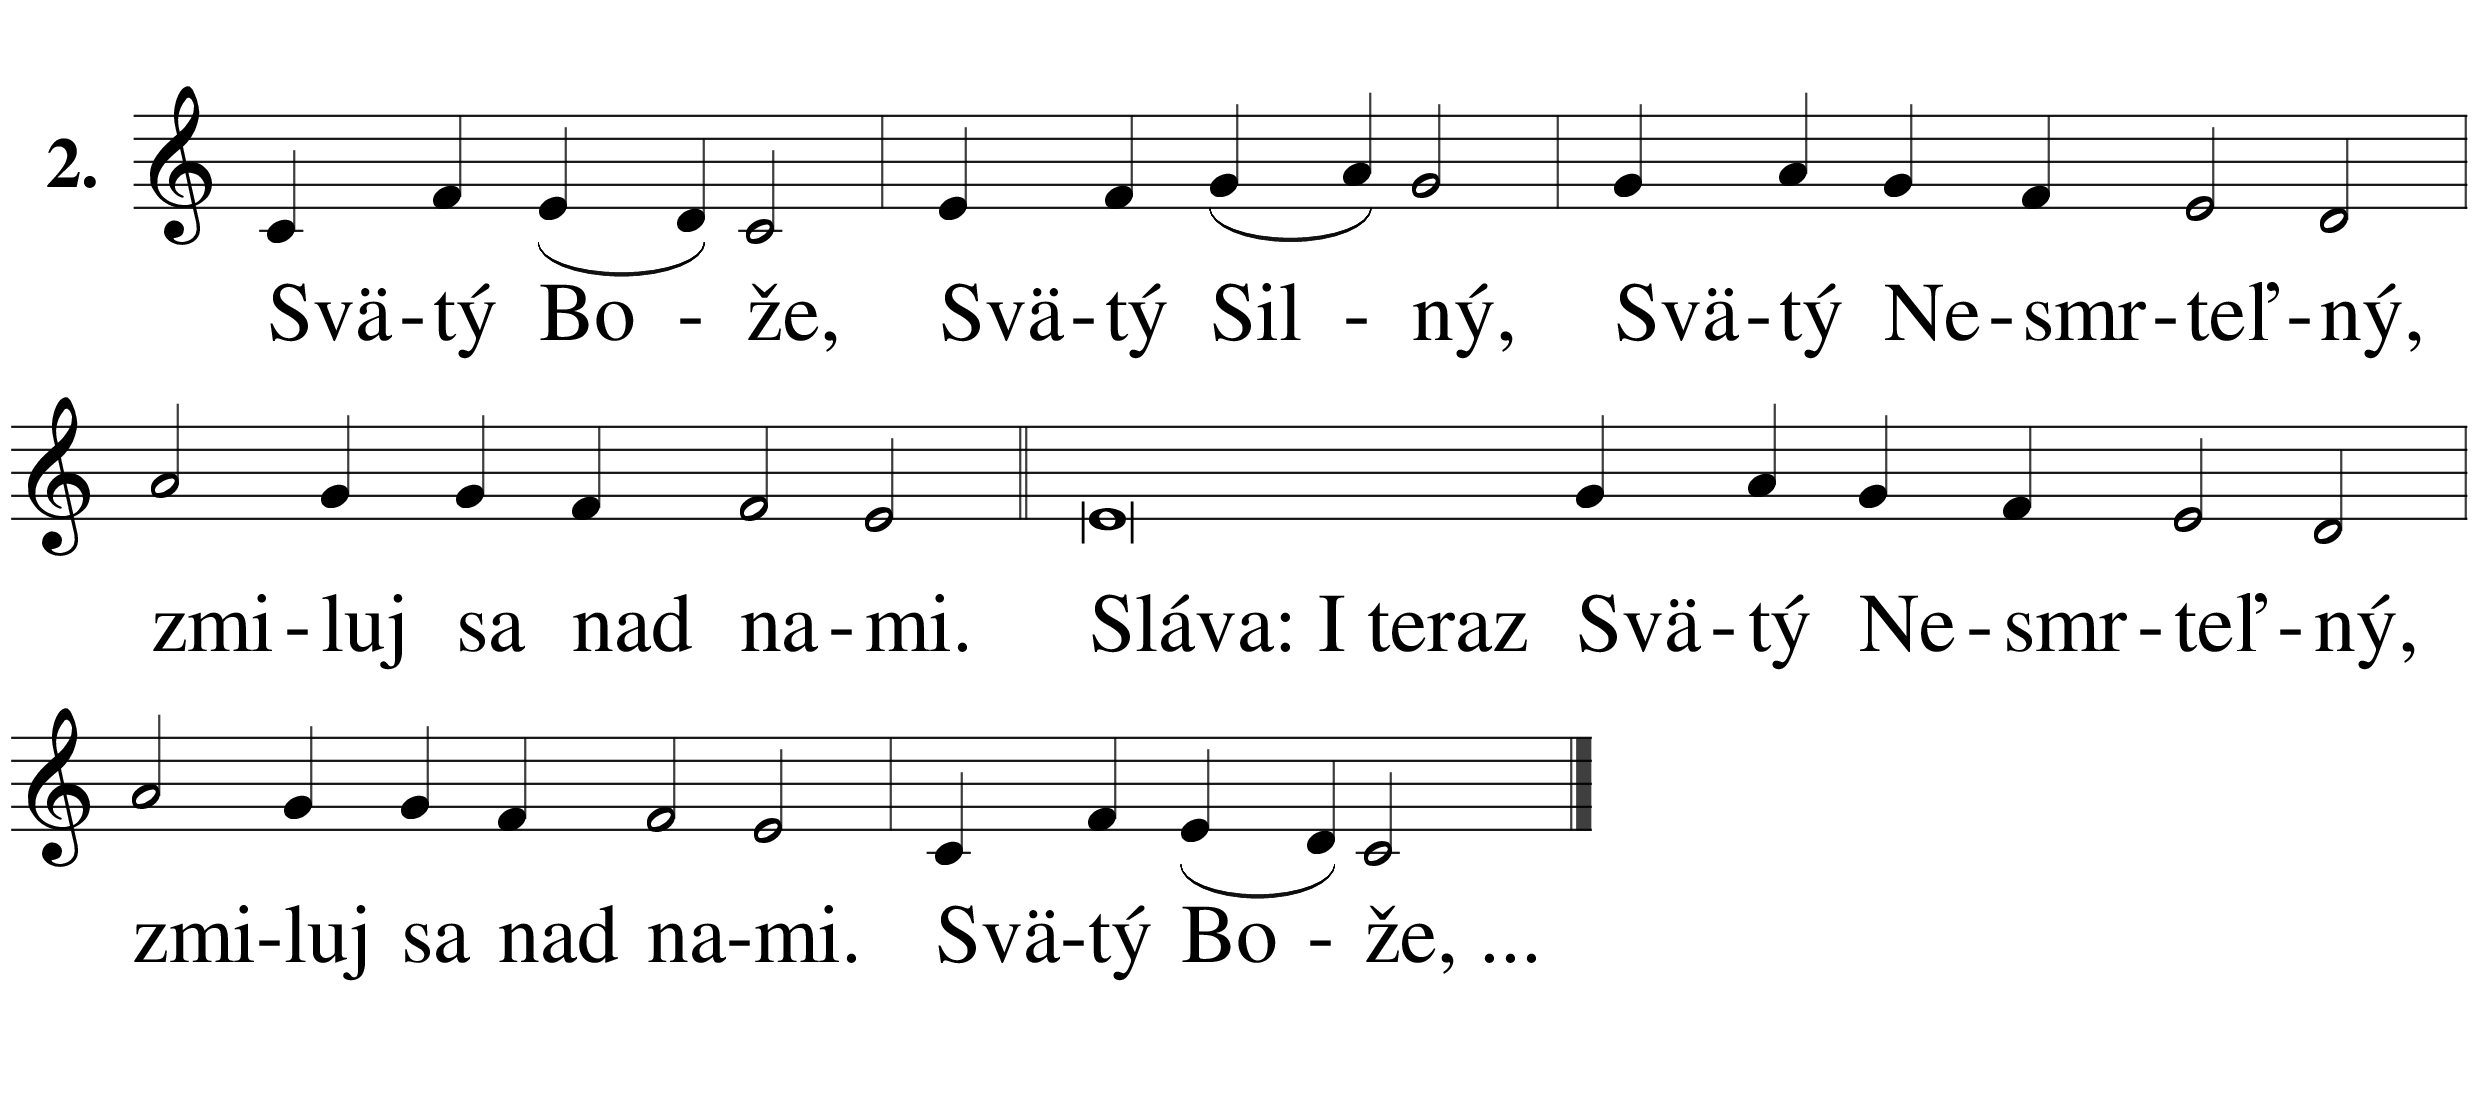 2.
Svä-tý Bo - že, Svä-tý Sil - ný, Svä-tý Ne-smr-teľ-ný,
zmi-luj sa nad na-mi. Sláva: I teraz Svä-tý Ne-smr-teľ-ný,
zmi-luj sa nad na-mi. Svä-tý Bo - že, ...